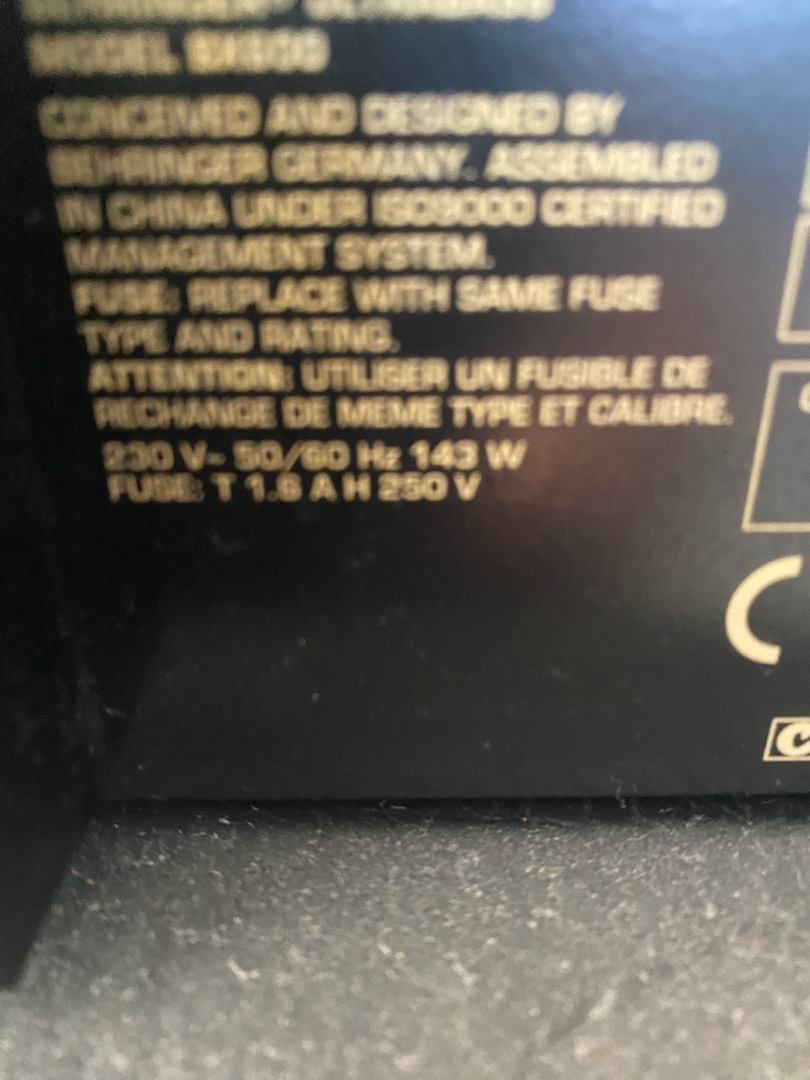 MODEL BX600
CONCEIVED AND DESIGNED BY
BEHRINGER GERMANY. ASSEMBLED
IN CHINA UNDER ISO9000 CERTIFIED
MANAGEMENT SYSTEM.
FUSE: REPLACE WITH SAME FUSE
TYPE AND RATING.
ATTENTION: UTILISER UN FUSIBLE DE
RECHANGE DE MEME TYPE ET CALIBRE.
230 V~ 50/60 Hz 143 W
FUSE: T 1.6 A H 250 V